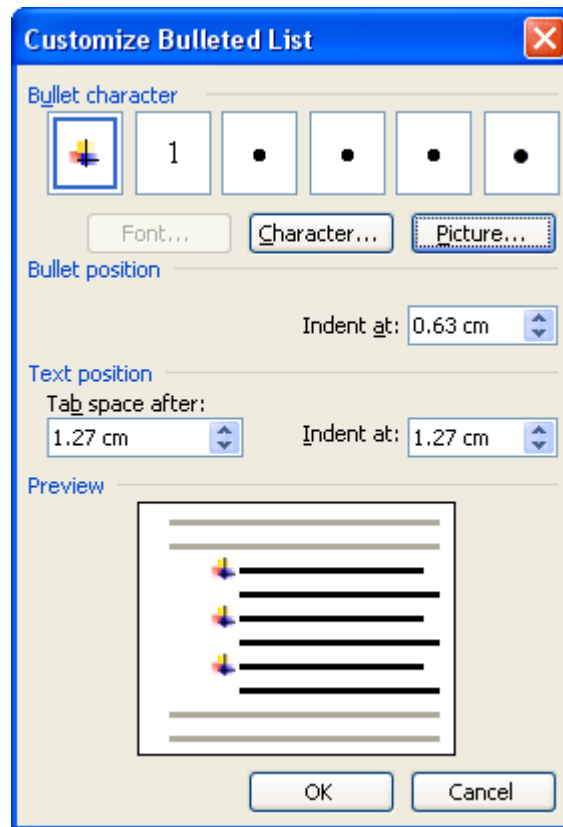 Customize Bulleted List
Bullet character
1
Font... Character... Picture...
Bullet position
Indent at: 0.63 cm
Text position
Tab space after:
1.27 cm Indent at: 1.27 cm
Preview
OK Cancel